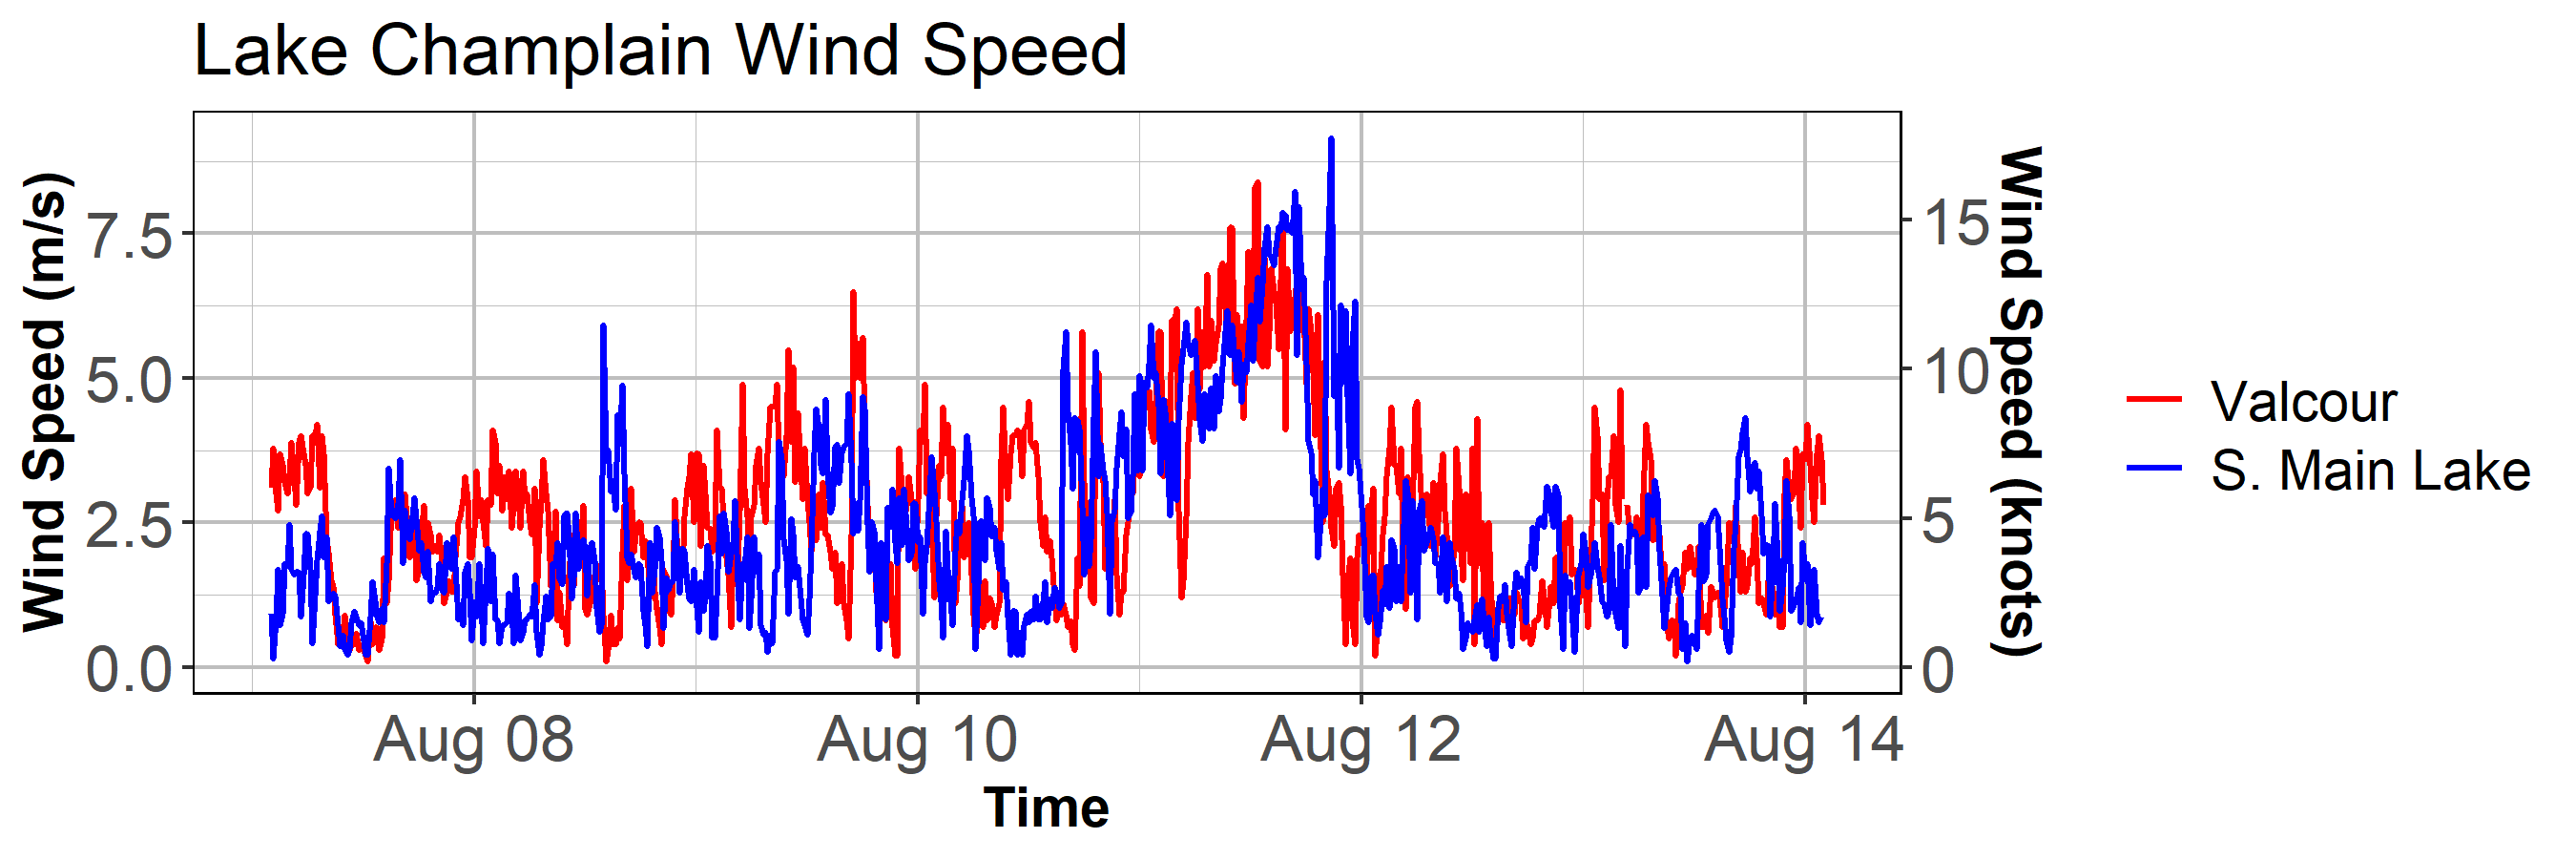 Lake Champlain Wind Speed
Wind Speed (m/s)
7.5
5.0
2.5
0.0
15
10
5
0
Wind Speed (knots)
Aug 08
Aug 10
Aug 12
Aug 14
Time
Valcour
S. Main Lake